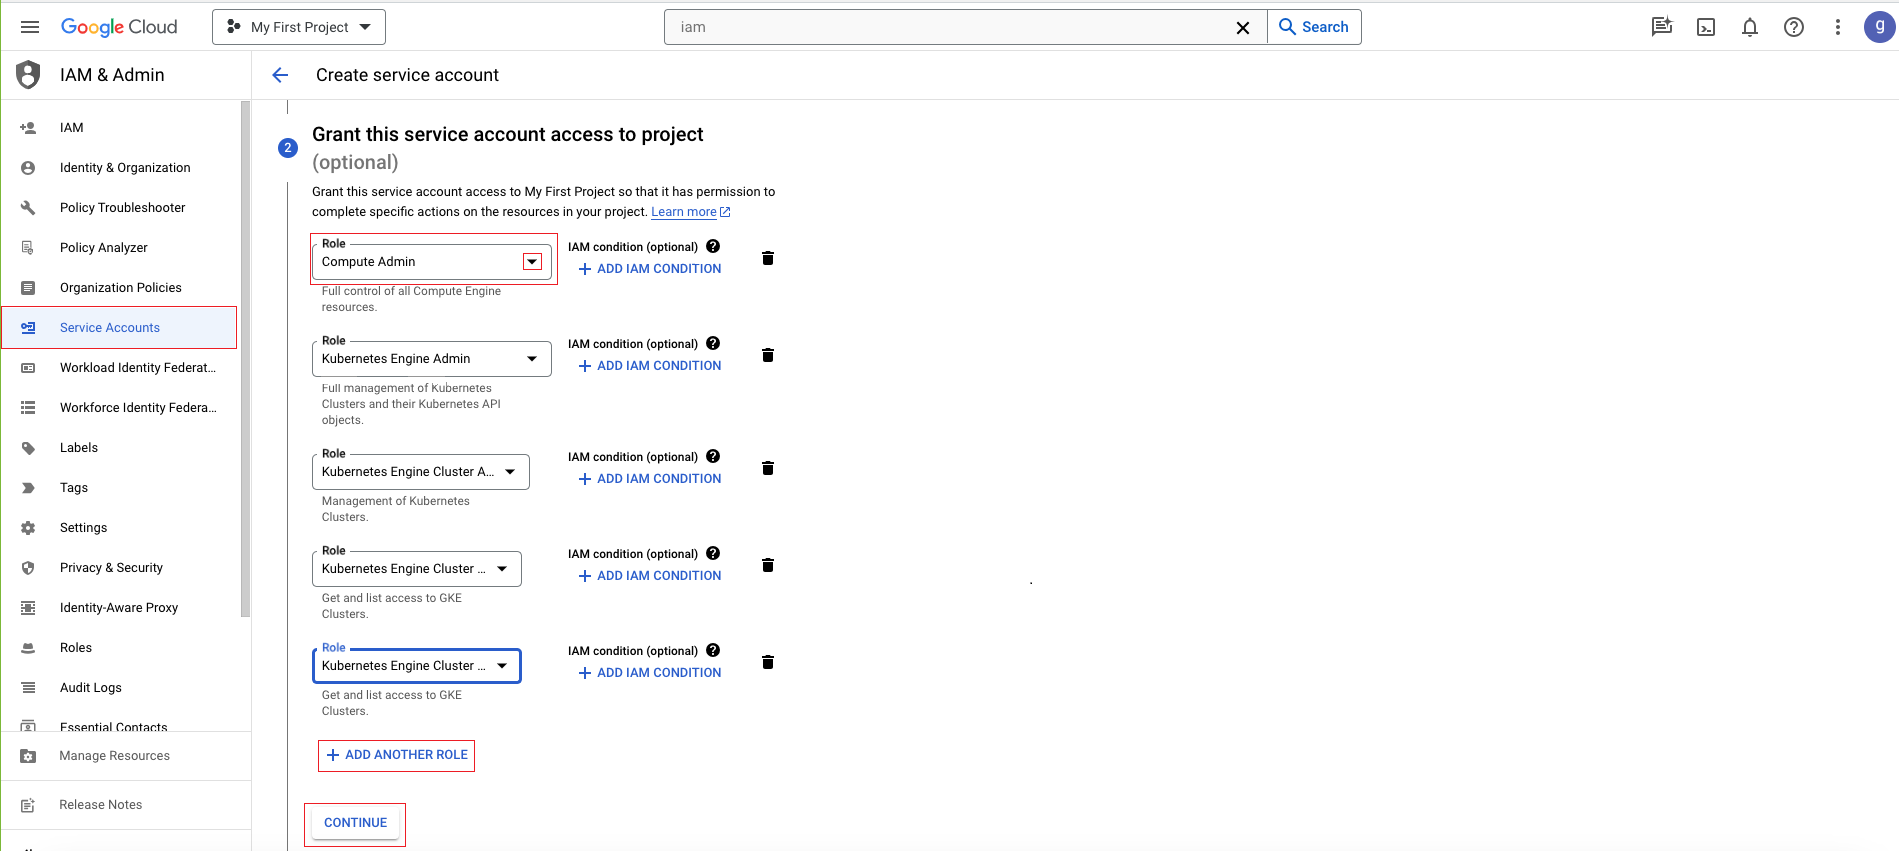 Google Cloud
My First Project
iam
Search
g
IAM & Admin
Create service account
IAM
Identity & Organization
Policy Troubleshooter
Policy Analyzer
Organization Policies
Service Accounts
Workload Identity Federat...
Workforce Identity Federa...
Labels
Tags
Settings
Privacy & Security
Identity-Aware Proxy
Roles
Audit Logs
Essential Contacts
Manage Resources
Release Notes
2
Grant this service account access to project
(optional)
Grant this service account access to My First Project so that it has permission to
complete specific actions on the resources in your project. Learn more
Role
Compute Admin
IAM condition (optional)
+ ADD IAM CONDITION
Full control of all Compute Engine
resources.
Role
Kubernetes Engine Admin
IAM condition (optional)
+ ADD IAM CONDITION
Full management of Kubernetes
Clusters and their Kubernetes API
objects.
Role
Kubernetes Engine Cluster A...
IAM condition (optional)
+ ADD IAM CONDITION
Management of Kubernetes
Clusters.
Role
Kubernetes Engine Cluster ...
IAM condition (optional)
+ ADD IAM CONDITION
Get and list access to GKE
Clusters.
Role
Kubernetes Engine Cluster ...
IAM condition (optional)
+ ADD IAM CONDITION
Get and list access to GKE
Clusters.
+ ADD ANOTHER ROLE
CONTINUE